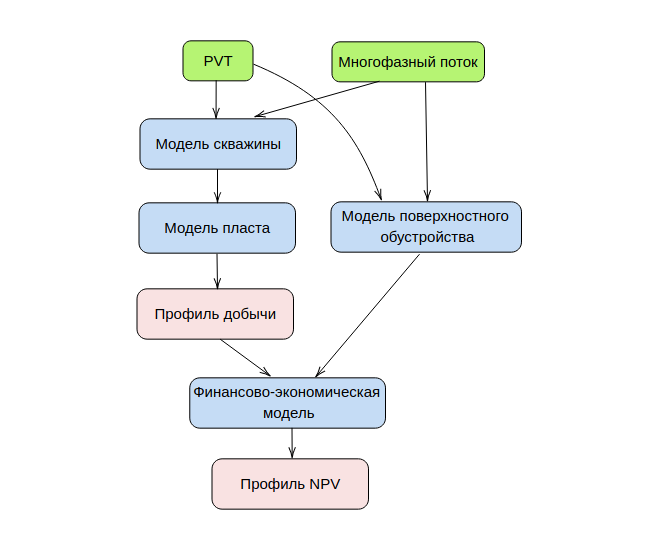 PVT
Многофазный поток
Модель скважины
Модель пласта
Модель поверхностного
обустройства
Профиль добычи
Финансово-экономическая
модель
Профиль NPV